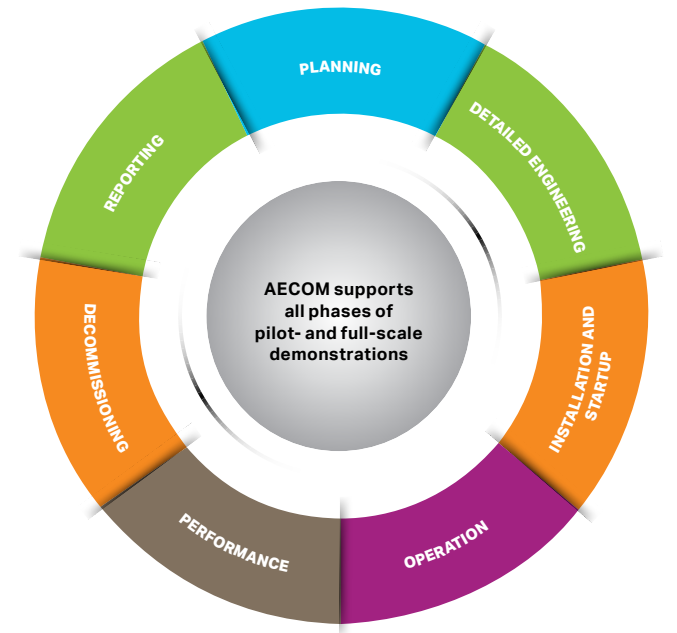 PLANNING
DETAILED ENGINEERING
INSTALLATION AND
STARTUP
OPERATION
PERFORMANCE
DECOMMISSIONING
REPORTING
AECOM supports
all phases of
pilot- and full-scale
demonstrations